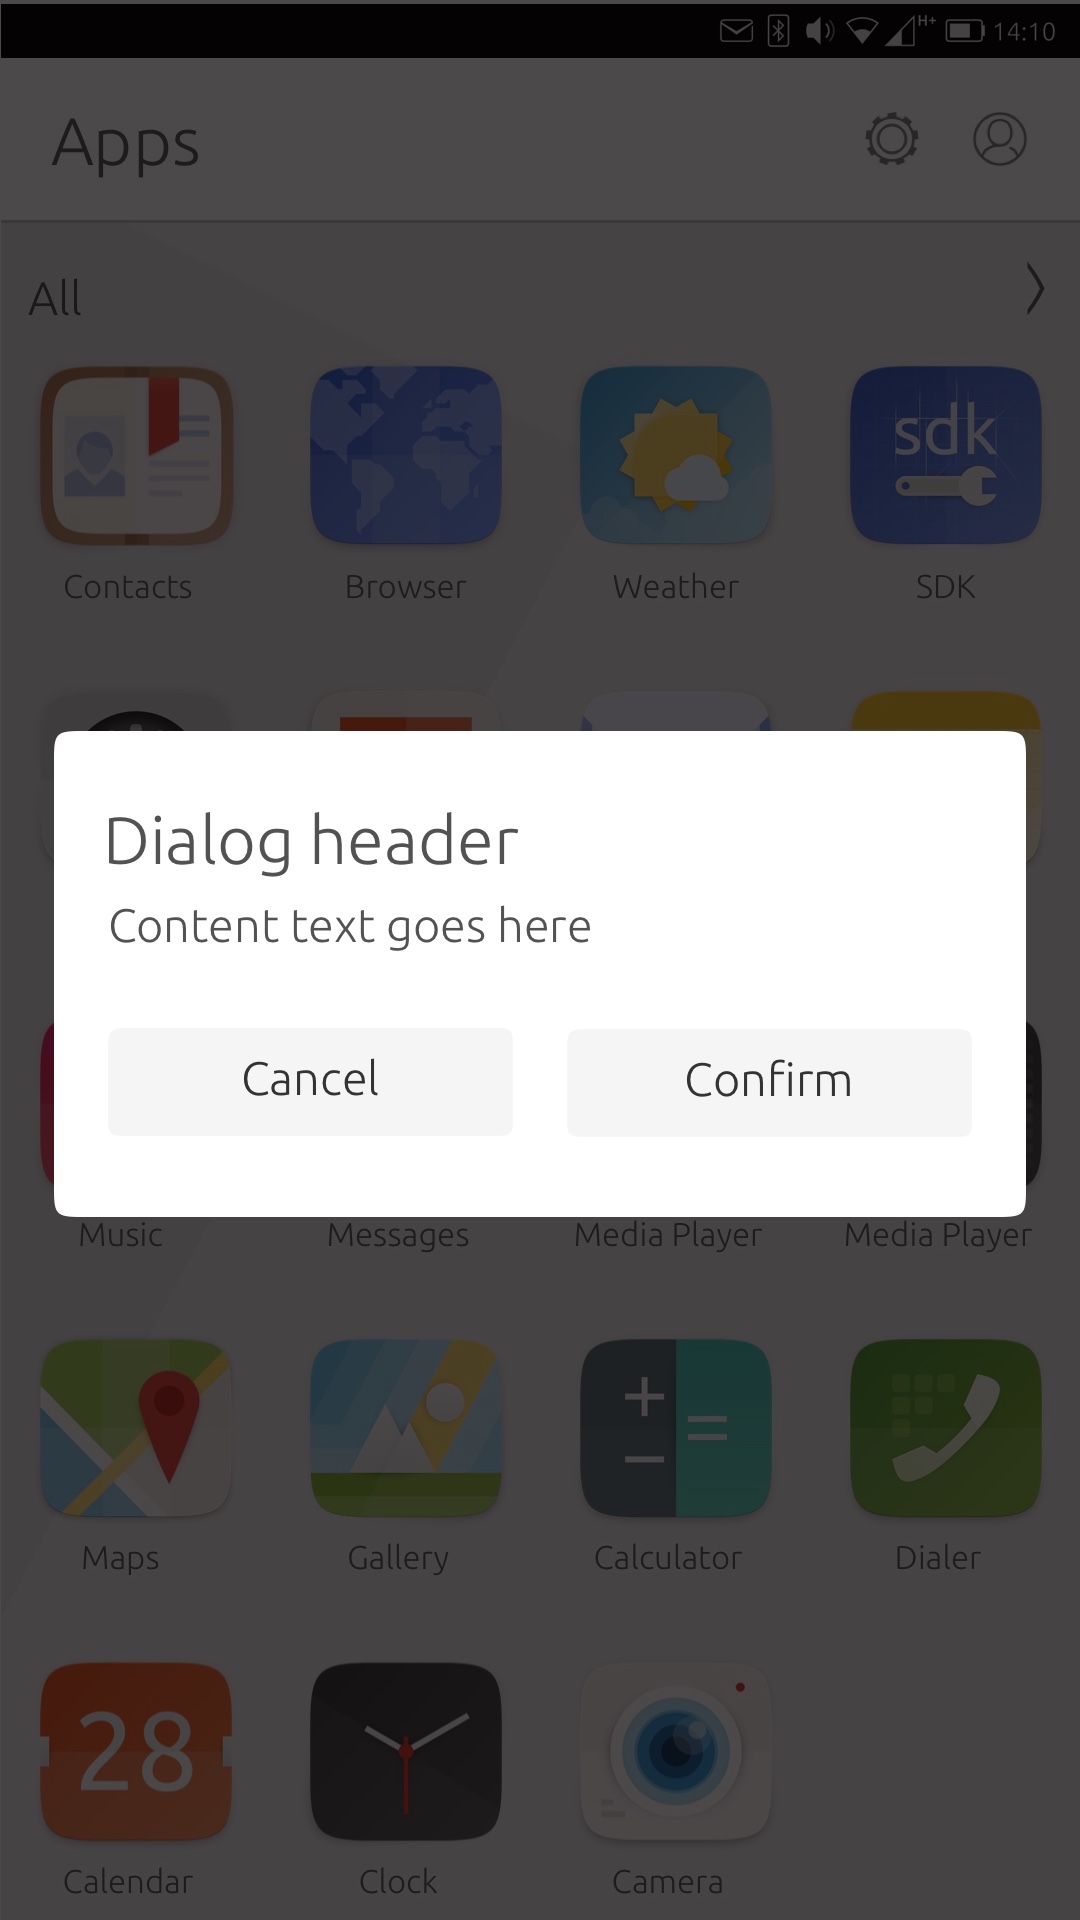 H+ 14:10
Apps
All
sdk
Contacts Browser Weather SDK
Dialog header
Content text goes here
Cancel Confirm
Music Messages Media Player Media Player
Maps Gallery Calculator Dialer
28
Calendar Clock Camera